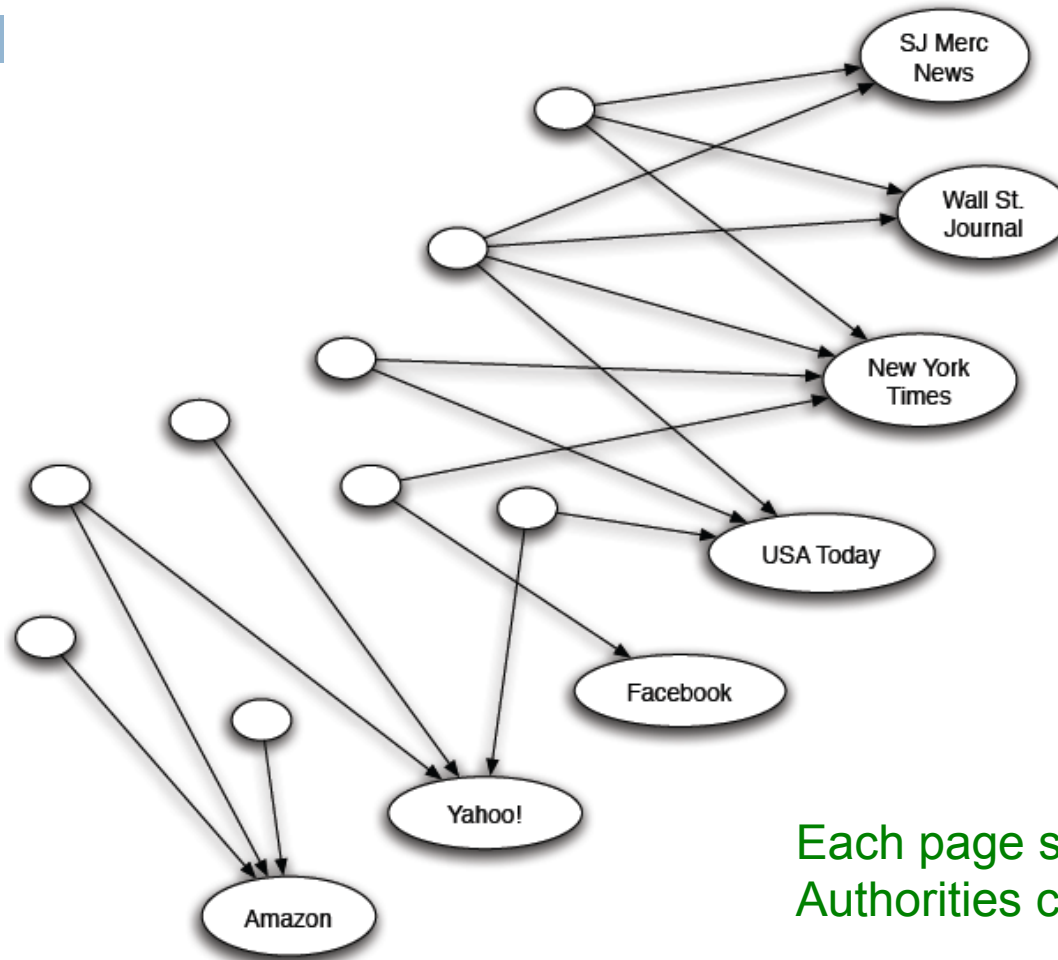 SJ Merc
News
Wall St.
Journal
New York
Times
USA Today
Facebook
Yahoo!
Amazon
Each page s
Authorities c